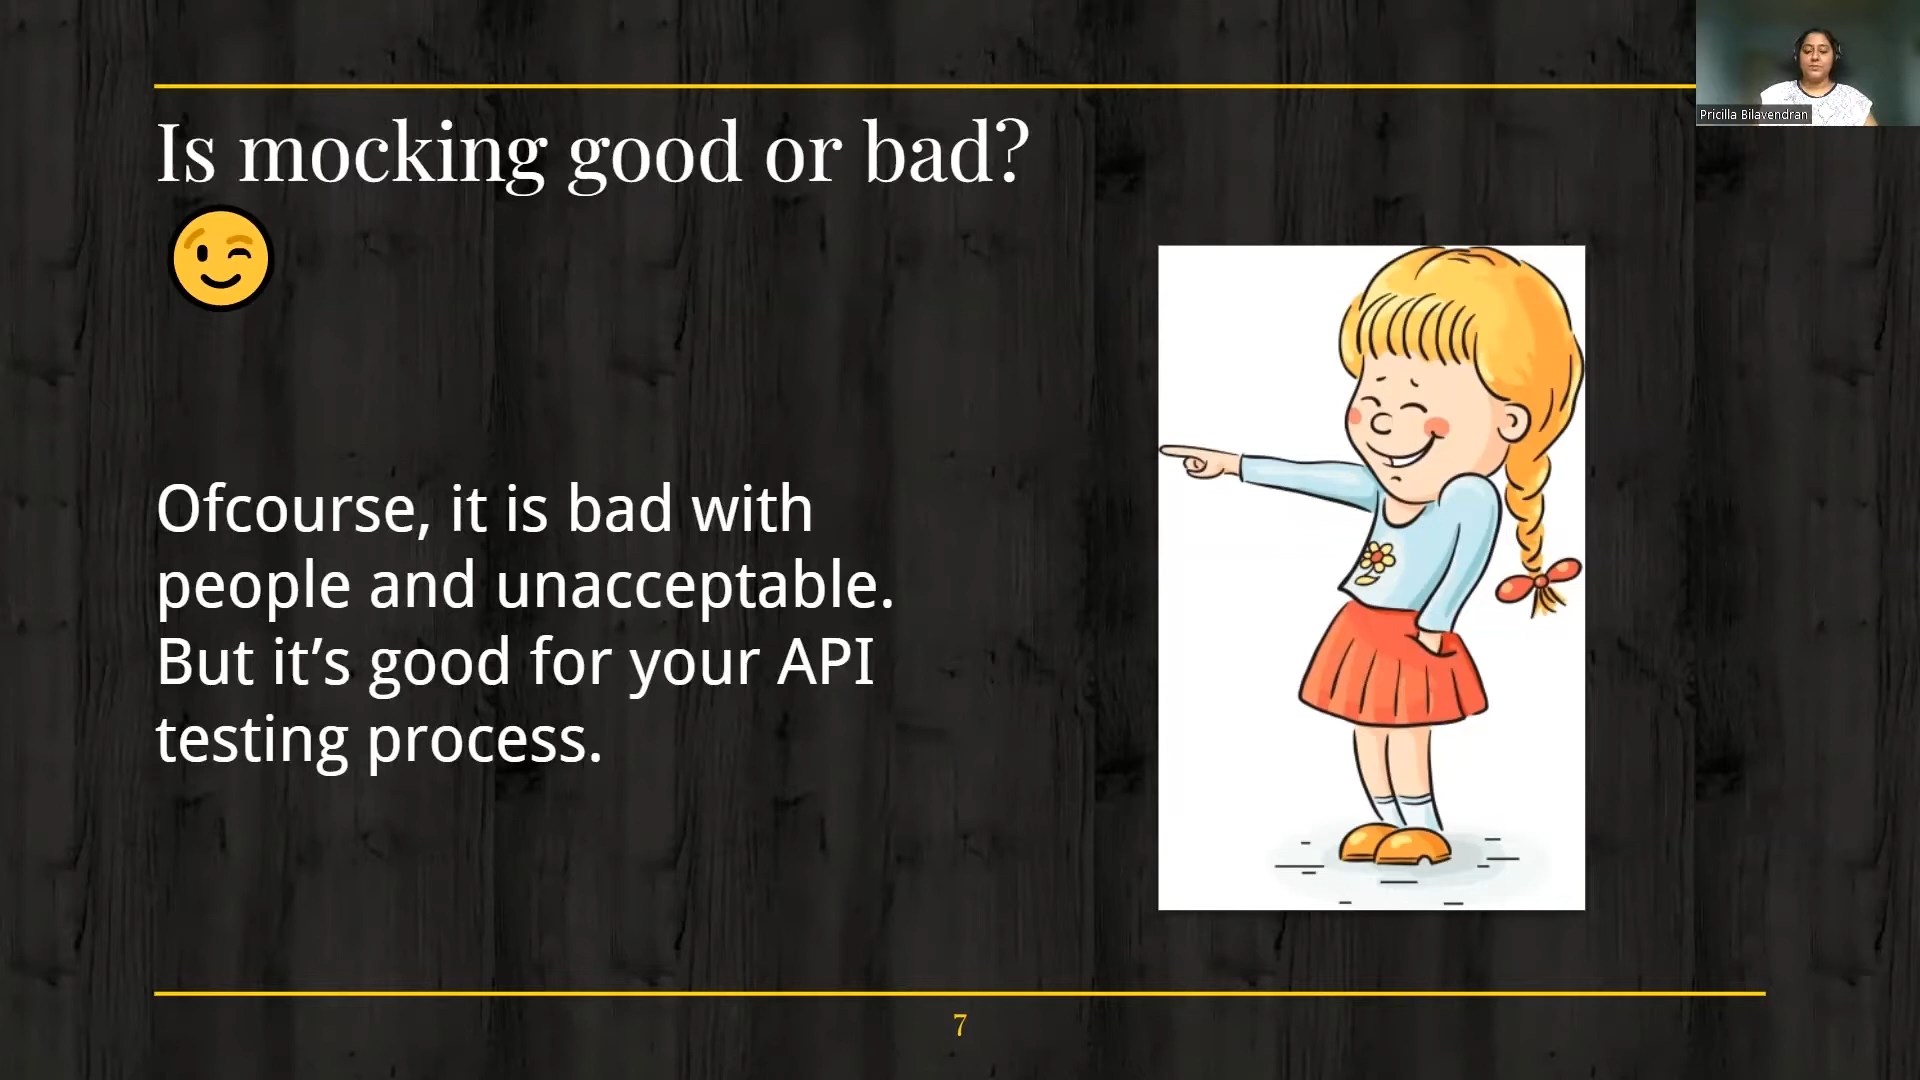 Is mocking good or bad?
😉
Ofcourse, it is bad with
people and unacceptable.
But it’s good for your API
testing process.
7
Pricilla Bilavendran